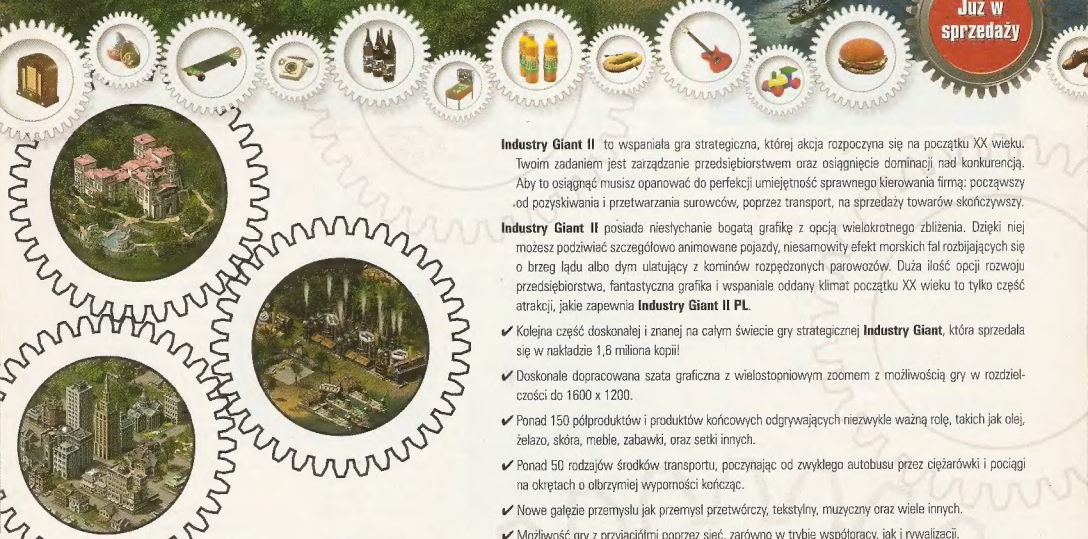 Już w
sprzedaży
Industry Giant II to wspaniała gra strategiczna, której akcja rozpoczyna się na początku XX wieku.
Twoim zadaniem jest zarządzanie przedsiębiorstwem oraz osiągnięcie dominacji nad konkurencją.
Aby to osiągnąć musisz opanować do perfekcji umiejętność sprawnego kierowania firmą: począwszy
od pozyskiwania i przetwarzania surowców, poprzez transport, na sprzedaży towarów skończywszy.
Industry Giant II posiada niesłychanie bogatą grafikę z opcją wielokrotnego zbliżenia. Dzięki niej
możesz podziwiać szczegółowo animowane pojazdy, niesamowity efekt morskich fal rozbijających się
o brzeg lądu albo dym ulatujący z kominów rozpędzonych parowozów. Duża ilość opcji rozwoju
przedsiębiorstwa, fantastyczna grafika i wspaniale oddany klimat początku XX wieku to tylko część
atrakcji, jakie zapewnia Industry Giant II PL.
✔ Kolejna część doskonałej i znanej na całym świecie gry strategicznej Industry Giant, która sprzedała
się w nakładzie 1,6 miliona kopii!
✔ Doskonale dopracowana szata graficzna z wielostopniowym zoomem z możliwością gry w rozdziel-
czości do 1600 x 1200.
✔ Ponad 150 półproduktów i produktów końcowych odgrywających niezwykle ważną rolę, takich jak olej,
żelazo, skóra, meble, zabawki, oraz setki innych.
✔ Ponad 50 rodzajów środków transportu, poczynając od zwykłego autobusu przez ciężarówki i pociągi
na okrętach o olbrzymiej wyporności kończąc.
✔ Nowe gałęzie przemysłu jak przemysł przetwórczy, tekstylny, muzyczny oraz wiele innych.
✔ Możliwość gry z przyjaciółmi poprzez sieć, zarówno w trybie współpracy, jak i rywalizacji.